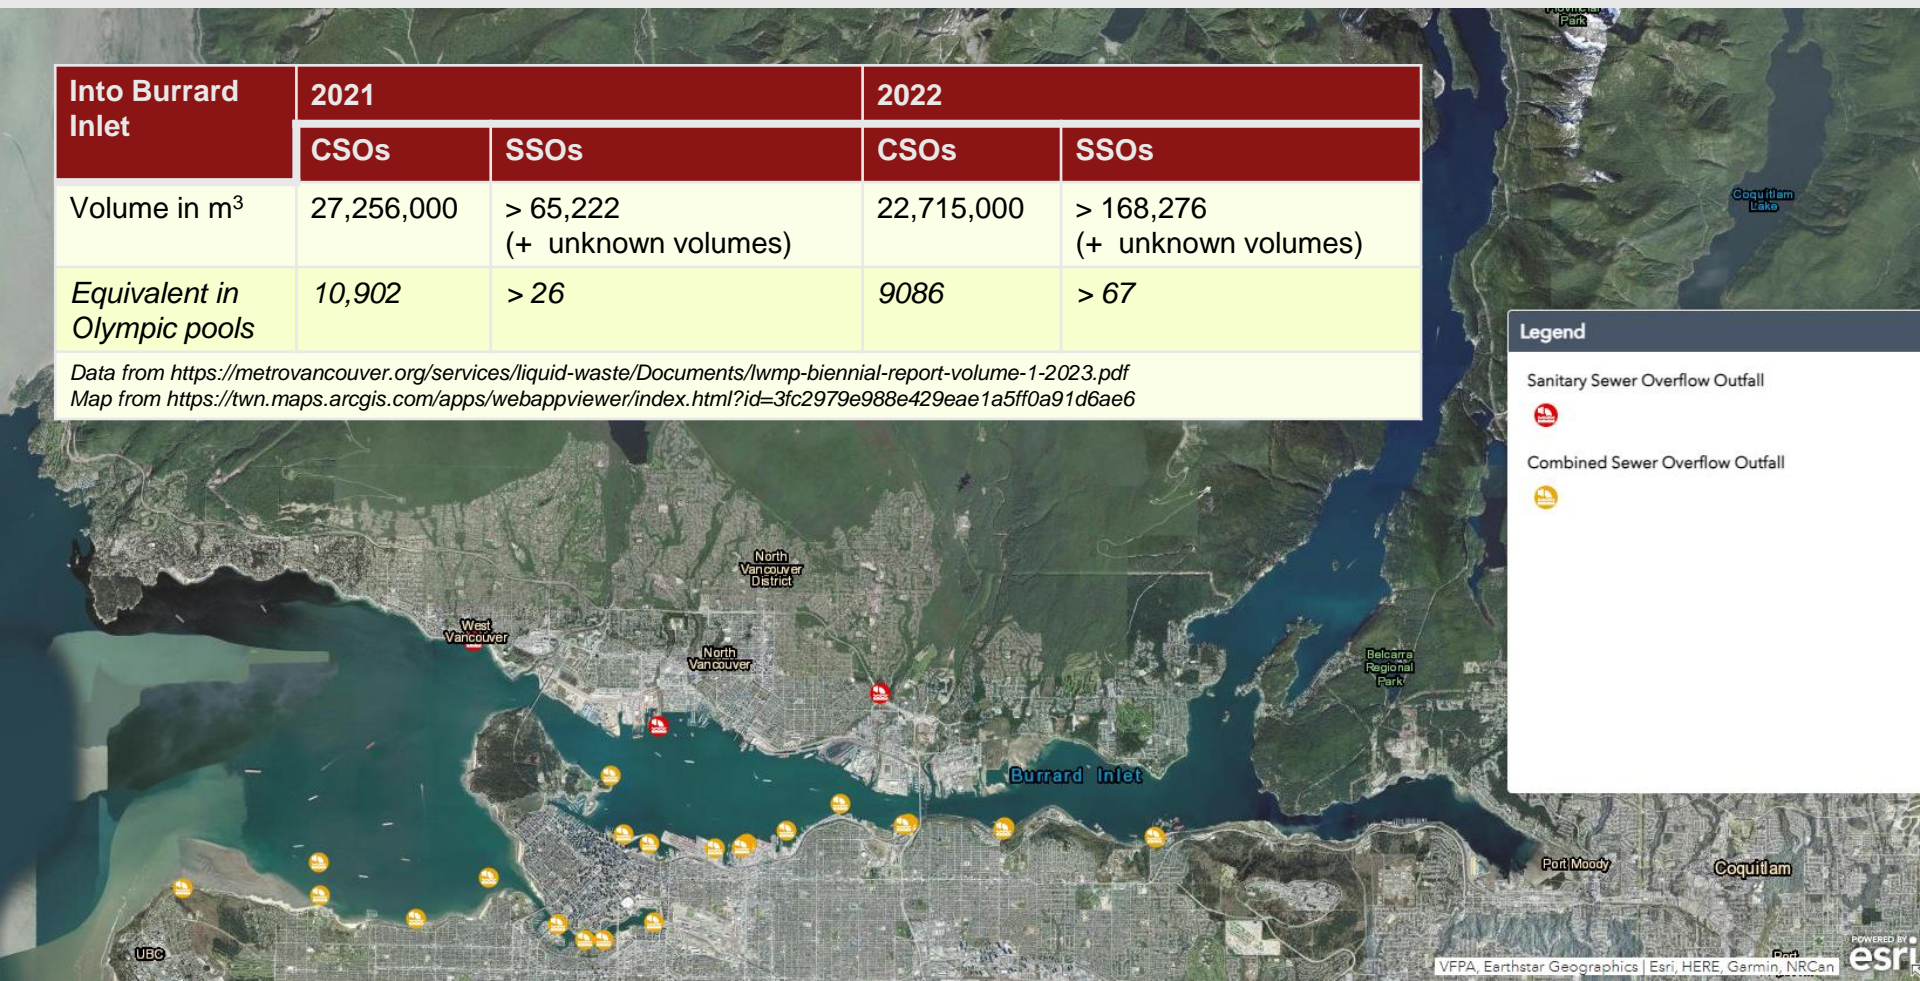 Provincial
Park
Into Burrard
Inlet
2021
2022
CSOs
SSOs
CSOs
SSOs
Volume in m³
27,256,000
> 65,222
(+ unknown volumes)
22,715,000
> 168,276
(+ unknown volumes)
Equivalent in
Olympic pools
10,902
> 26
9086
> 67
Data from https://metrovancouver.org/services/liquid-waste/Documents/lwmp-biennial-report-volume-1-2023.pdf
Map from https://twn.maps.arcgis.com/apps/webappviewer/index.html?id=3fc2979e988e429eae1a5ff0a91d6ae6
Coquitlam
Lake
Legend
Sanitary Sewer Overflow Outfall
Combined Sewer Overflow Outfall
North
Vancouver
District
West
Vancouver
North
Vancouver
Belcarra
Regional
Park
Burrard Inlet
Port Moody
Coquitlam
UBC
Port
POWERED BY
esri
VFPA, Earthstar Geographics | Esri, HERE, Garmin, NRCan